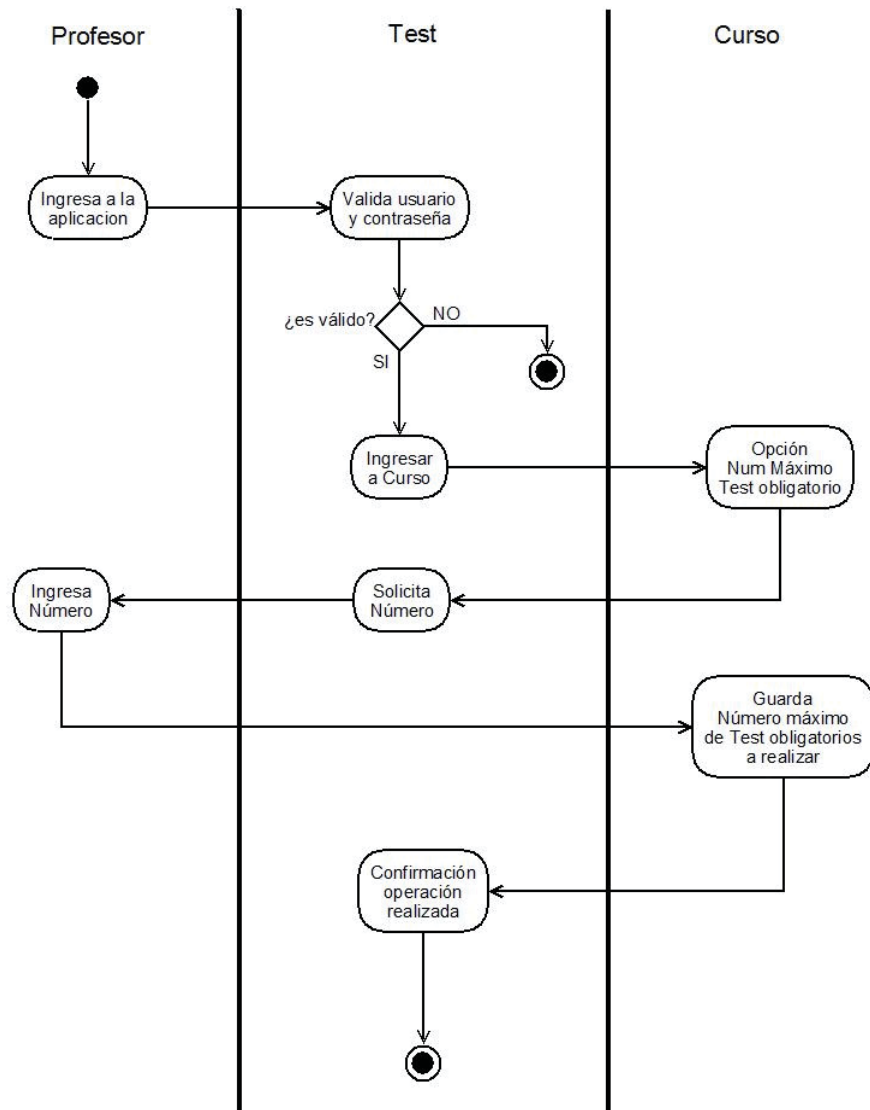 Profesor
Test
Curso
Ingresa a la
aplicacion
Valida usuario
y contraseña
¿es válido?
NO
SI
Ingresar
a Curso
Opción
Num Máximo
Test obligatorio
Solicita
Número
Ingresa
Número
Guarda
Número máximo
de Test obligatorios
a realizar
Confirmación
operación
realizada